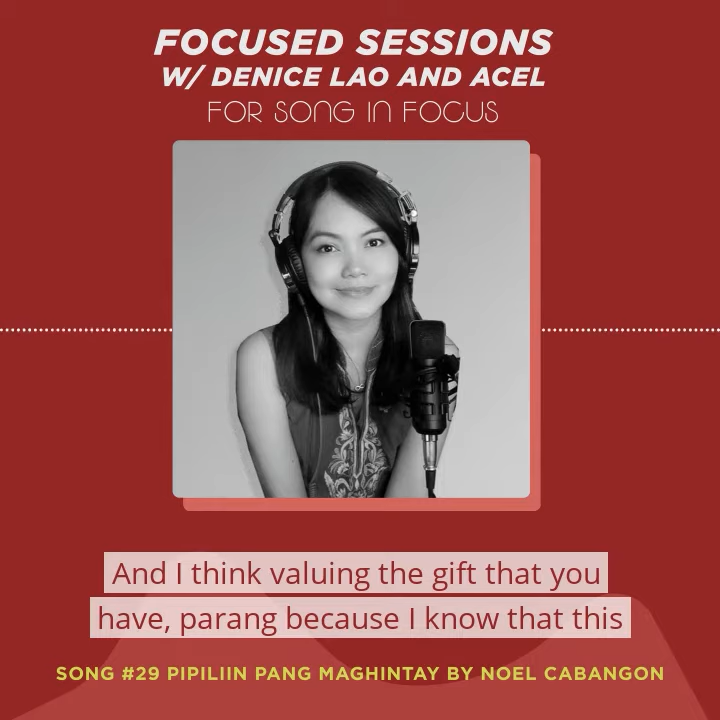 FOCUSED SESSIONS
W/ DENICE LAO AND ACEL
FOR SONG IN FOCUS
And I think valuing the gift that you
have, parang because I know that this
SONG #29 PIPILIIN PANG MAGHINTAY BY NOEL CABANGON